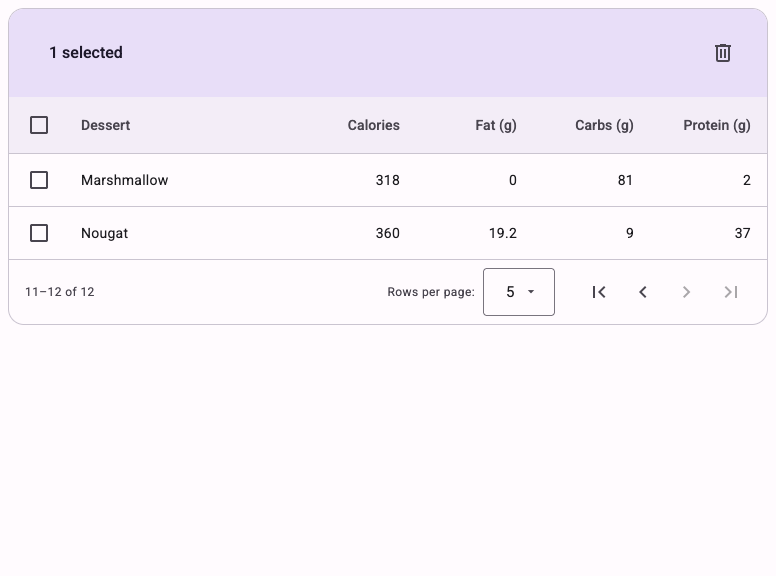 1 selected
Dessert Calories Fat (g) Carbs (g) Protein (g)
Marshmallow 318 0 81 2
Nougat 360 19.2 9 37
11–12 of 12 Rows per page: 5